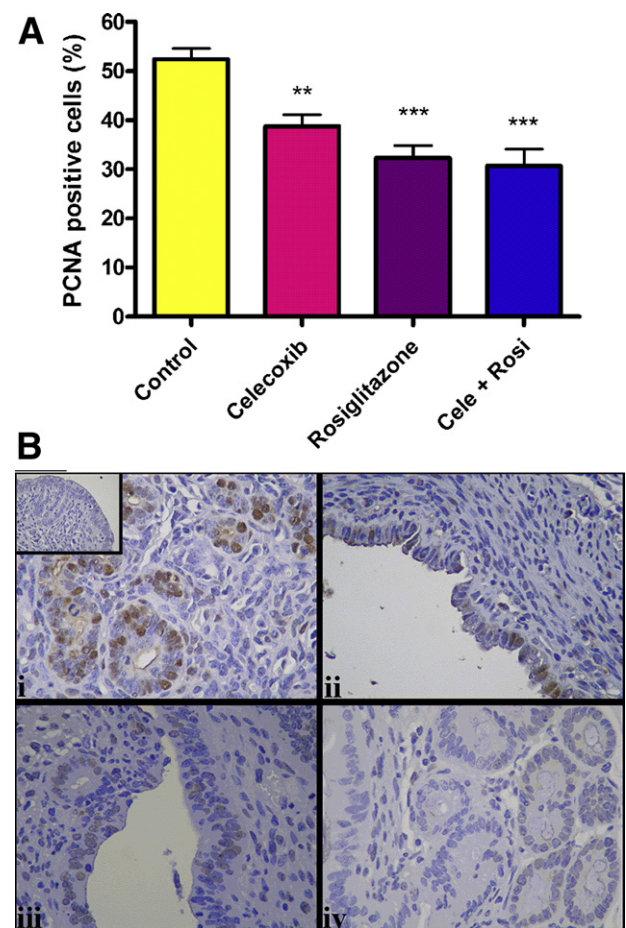 A
PCNA positive cells (%)
60
50
40
30
20
10
0
**
***
***
Control
Celecoxib
Rosiglitazone
Cele + Rosi
B
i
ii
iii
iv